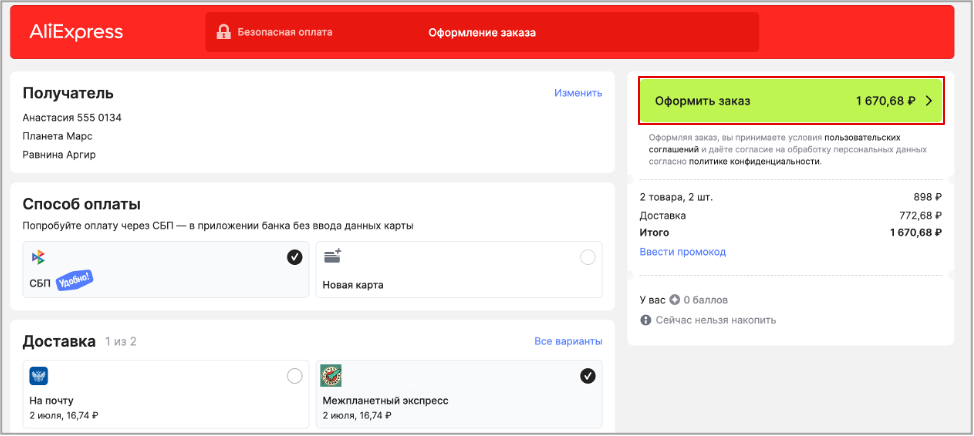 AliExpress
Безопасная оплата
Оформление заказа
Получатель
Изменить
Анастасия 555 0134
Планета Марс
Равнина Аргир
Способ оплаты
Попробуйте оплату через СБП — в приложении банка без ввода данных карты
СБП Удобно!
Новая карта
Доставка 1 из 2
Все варианты
На почту
2 июля, 16,74 ₽
Межпланетный экспресс
2 июля, 16,74 ₽
Оформить заказ 1 670,68 ₽
Оформляя заказ, вы принимаете условия пользовательских
соглашений и даёте согласие на обработку персональных данных
согласно политике конфиденциальности.
2 товара, 2 шт. 898 ₽
Доставка 772,68 ₽
Итого 1 670,68 ₽
Ввести промокод
У вас 0 баллов
Сейчас нельзя накопить